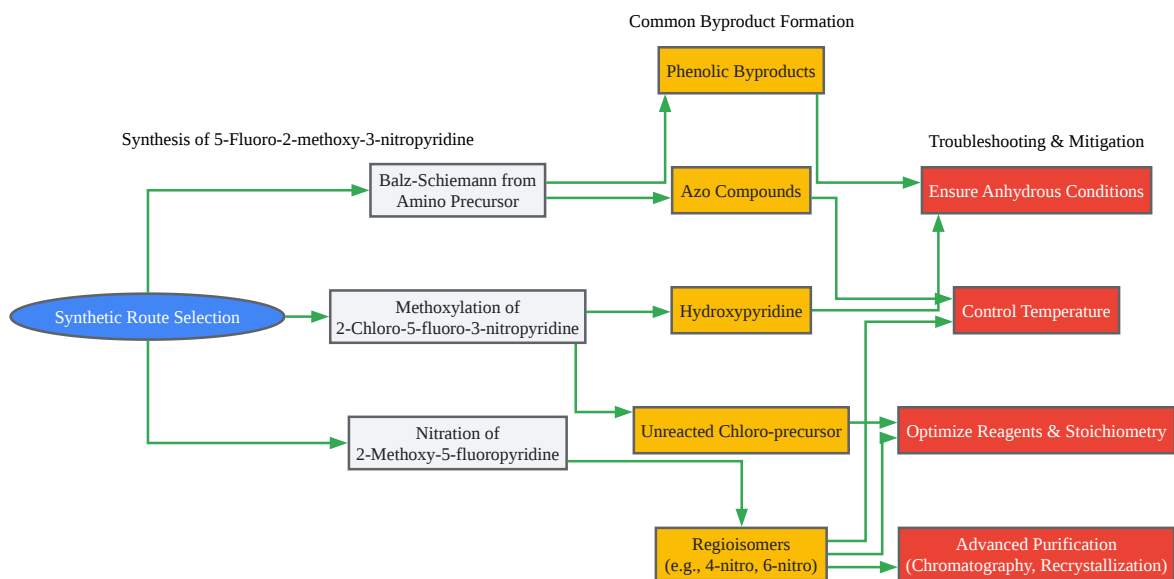 Common Byproduct Formation
Phenolic Byproducts
Synthesis of 5-Fluoro-2-methoxy-3-nitropyridine
Troubleshooting & Mitigation
Balz-Schiemann from
Amino Precursor
Azo Compounds
Ensure Anhydrous Conditions
Synthetic Route Selection
Methoxylation of
2-Chloro-5-fluoro-3-nitropyridine
Hydroxypyridine
Control Temperature
Nitration of
2-Methoxy-5-fluoropyridine
Unreacted Chloro-precursor
Optimize Reagents & Stoichiometry
Regioisomers
(e.g., 4-nitro, 6-nitro)
Advanced Purification
(Chromatography, Recrystallization)